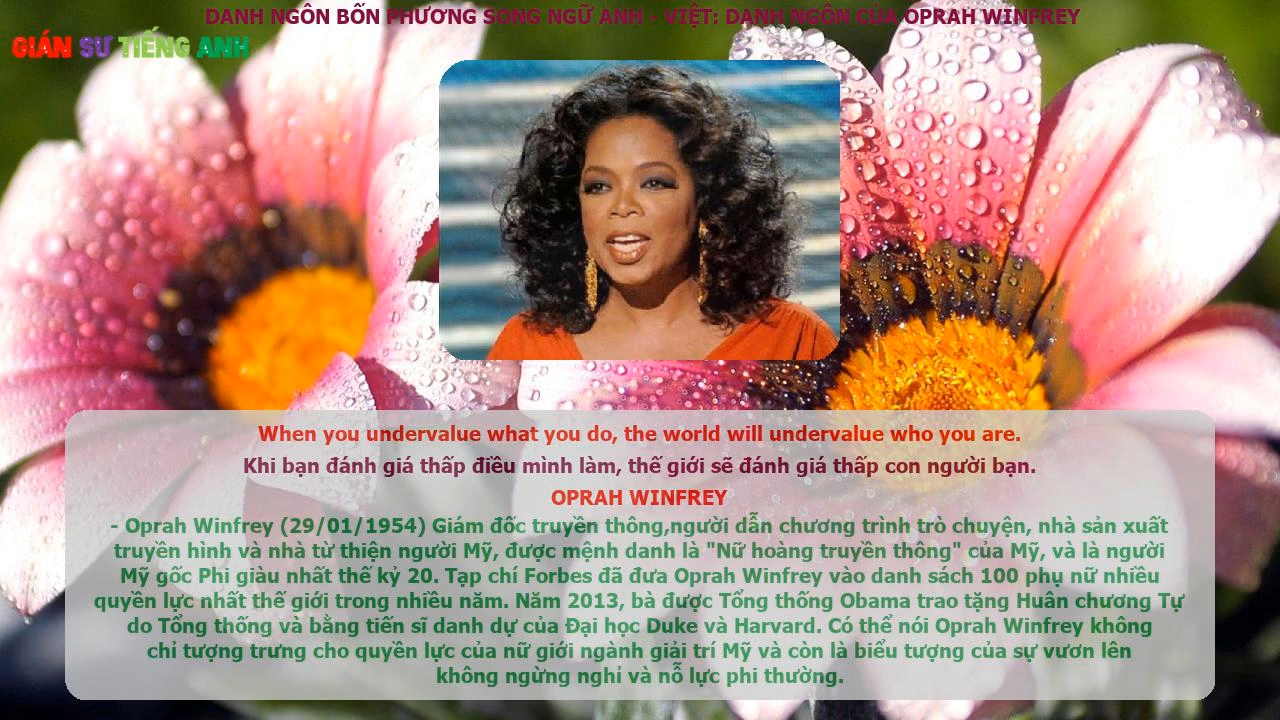 DANH NGÔN BỐN PHƯƠNG SONG NGỮ ANH - VIỆT: DANH NGÔN CỦA OPRAH WINFREY
GIÁN SƯ TIẾNG ANH
When you undervalue what you do, the world will undervalue who you are.
Khi bạn đánh giá thấp điều mình làm, thế giới sẽ đánh giá thấp con người bạn.
OPRAH WINFREY
- Oprah Winfrey (29/01/1954) Giám đốc truyền thông,người dẫn chương trình trò chuyện, nhà sản xuất
truyền hình và nhà từ thiện người Mỹ, được mệnh danh là "Nữ hoàng truyền thông" của Mỹ, và là người
Mỹ gốc Phi giàu nhất thế kỷ 20. Tạp chí Forbes đã đưa Oprah Winfrey vào danh sách 100 phụ nữ nhiều
quyền lực nhất thế giới trong nhiều năm. Năm 2013, bà được Tổng thống Obama trao tặng Huân chương Tự
do Tổng thống và bằng tiến sĩ danh dự của Đại học Duke và Harvard. Có thể nói Oprah Winfrey không
chỉ tượng trưng cho quyền lực của nữ giới ngành giải trí Mỹ và còn là biểu tượng của sự vươn lên
không ngừng nghỉ và nỗ lực phi thường.